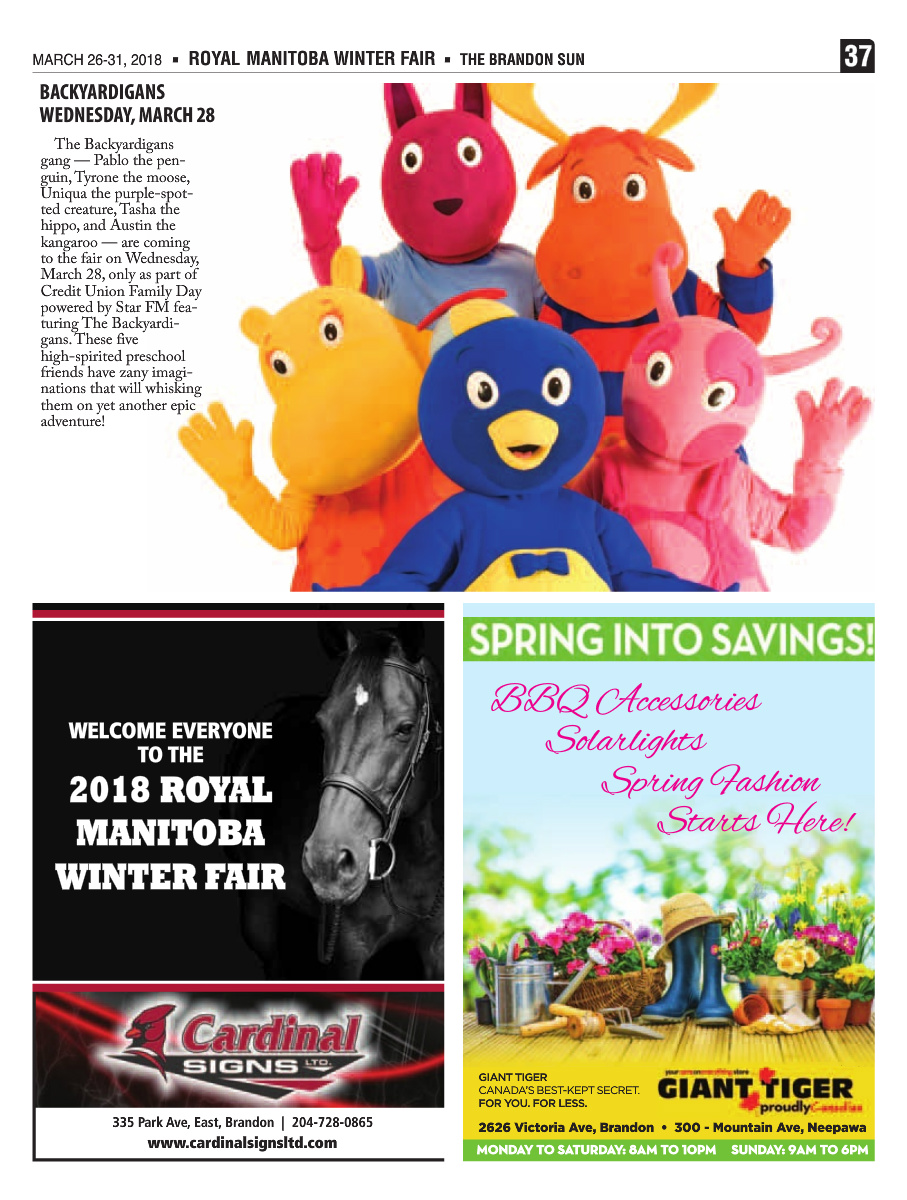 MARCH 26-31, 2018 ▪ ROYAL MANITOBA WINTER FAIR ▪ THE BRANDON SUN
37
BACKYARDIGANS
WEDNESDAY, MARCH 28
The Backyardigans
gang — Pablo the pen-
guin, Tyrone the moose,
Uniqua the purple-spot-
ted creature, Tasha the
hippo, and Austin the
kangaroo — are coming
to the fair on Wednesday,
March 28, only as part of
Credit Union Family Day
powered by Star FM fea-
turing The Backyardi-
gans. These five
high-spirited preschool
friends have zany imagi-
nations that will whisking
them on yet another epic
adventure!
WELCOME EVERYONE
TO THE
2018 ROYAL
MANITOBA
WINTER FAIR
Cardinal
SIGNS LTD.
335 Park Ave, East, Brandon | 204-728-0865
www.cardinalsignsltd.com
SPRING INTO SAVINGS!
BBQ Accessories
Solarlights
Spring Fashion
Starts Here!
GIANT TIGER
CANADA'S BEST-KEPT SECRET.
FOR YOU. FOR LESS.
your store
GIANT TIGER
proudly Canadian
2626 Victoria Ave, Brandon • 300 - Mountain Ave, Neepawa
MONDAY TO SATURDAY: 8AM TO 10PM SUNDAY: 9AM TO 6PM